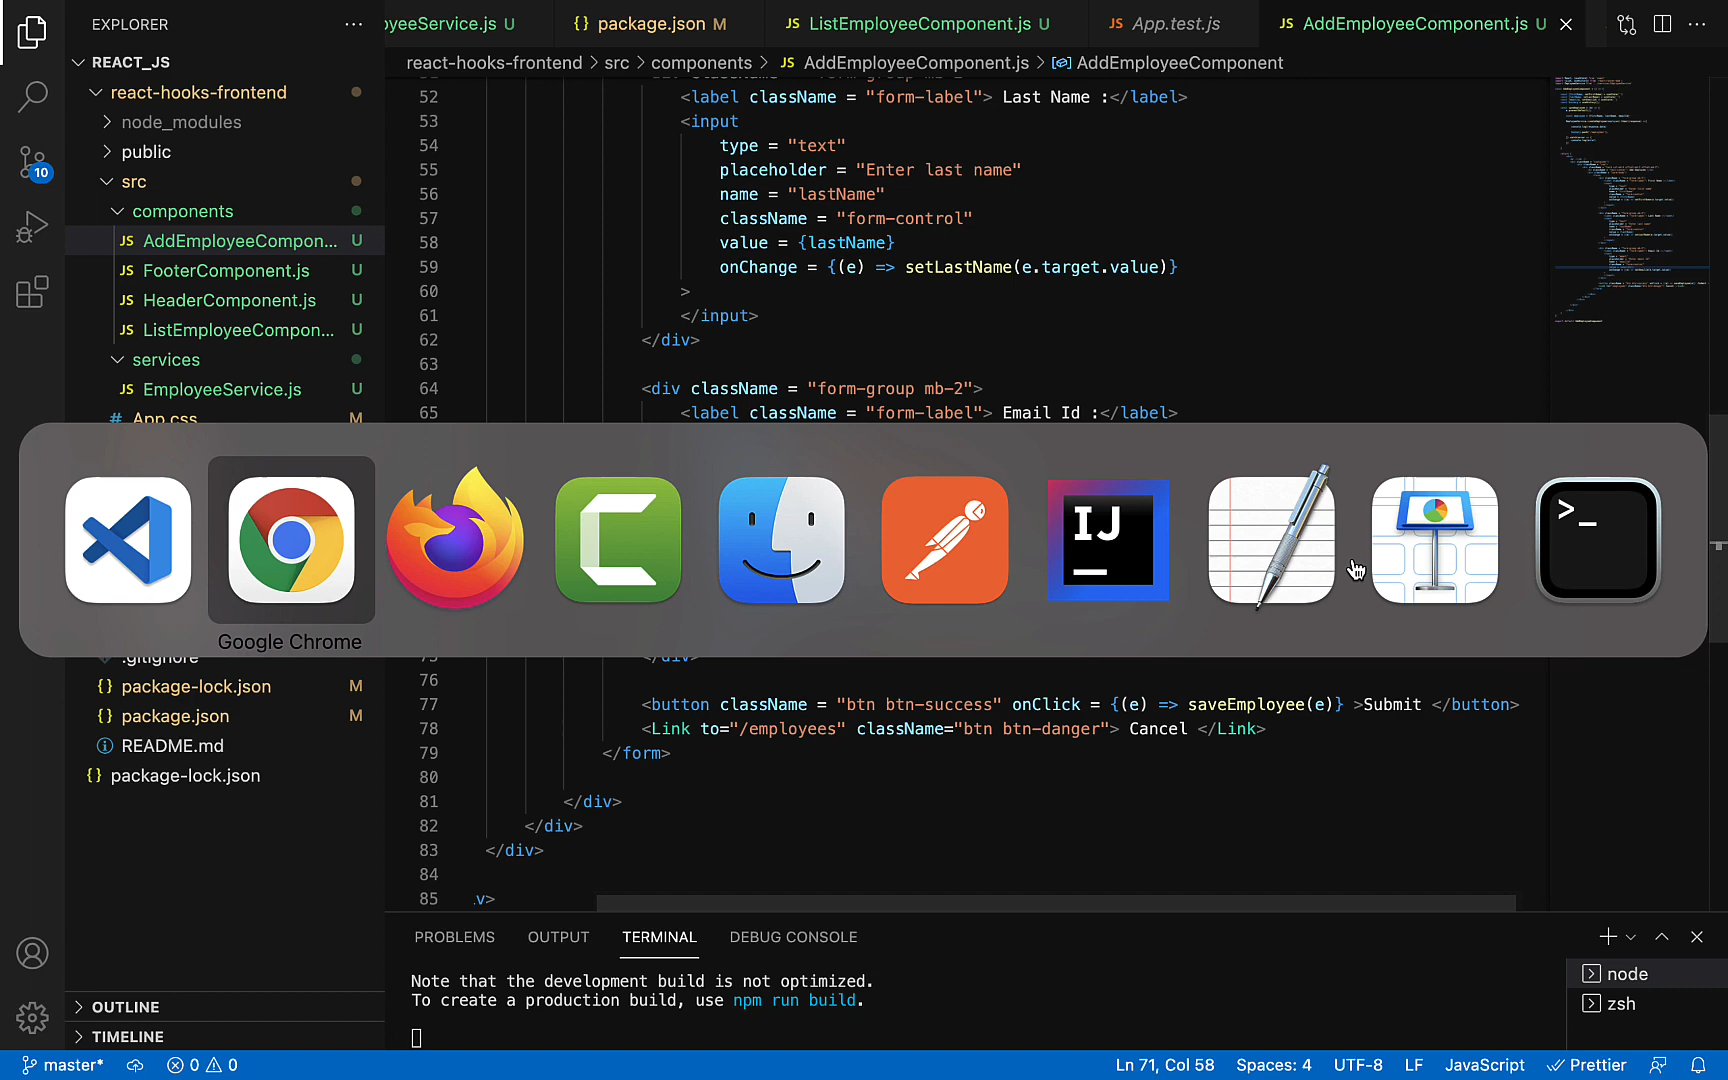 EXPLORER
REACT_JS
react-hooks-frontend
node_modules
public
src
components
JS AddEmployeeCompon... U
JS FooterComponent.js U
JS HeaderComponent.js U
JS ListEmployeeCompon... U
services
JS EmployeeService.js U
# App.css M
.gitignore
{} package-lock.json M
{} package.json M
README.md
{} package-lock.json
OUTLINE
TIMELINE
10
oyeeService.js U
{} package.json M
JS ListEmployeeComponent.js U
JS App.test.js
JS AddEmployeeComponent.js U
react-hooks-frontend > src > components > JS AddEmployeeComponent.js > AddEmployeeComponent
52 <label className = "form-label"> Last Name :</label>
53 <input
54 type = "text"
55 placeholder = "Enter last name"
56 name = "lastName"
57 className = "form-control"
58 value = {lastName}
59 onChange = {(e) => setLastName(e.target.value)}
60 >
61 </input>
62 </div>
63
64 <div className = "form-group mb-2">
65 <label className = "form-label"> Email Id :</label>
Google Chrome
IJ
>_
75 </div>
76
77 <button className = "btn btn-success" onClick = {(e) => saveEmployee(e)} >Submit </button>
78 <Link to="/employees" className="btn btn-danger"> Cancel </Link>
79 </form>
80
81 </div>
82 </div>
83 </div>
84
85 .v>
PROBLEMS OUTPUT TERMINAL DEBUG CONSOLE
Note that the development build is not optimized.
To create a production build, use npm run build.
node
zsh
master* 0 0
Ln 71, Col 58 Spaces: 4 UTF-8 LF JavaScript Prettier